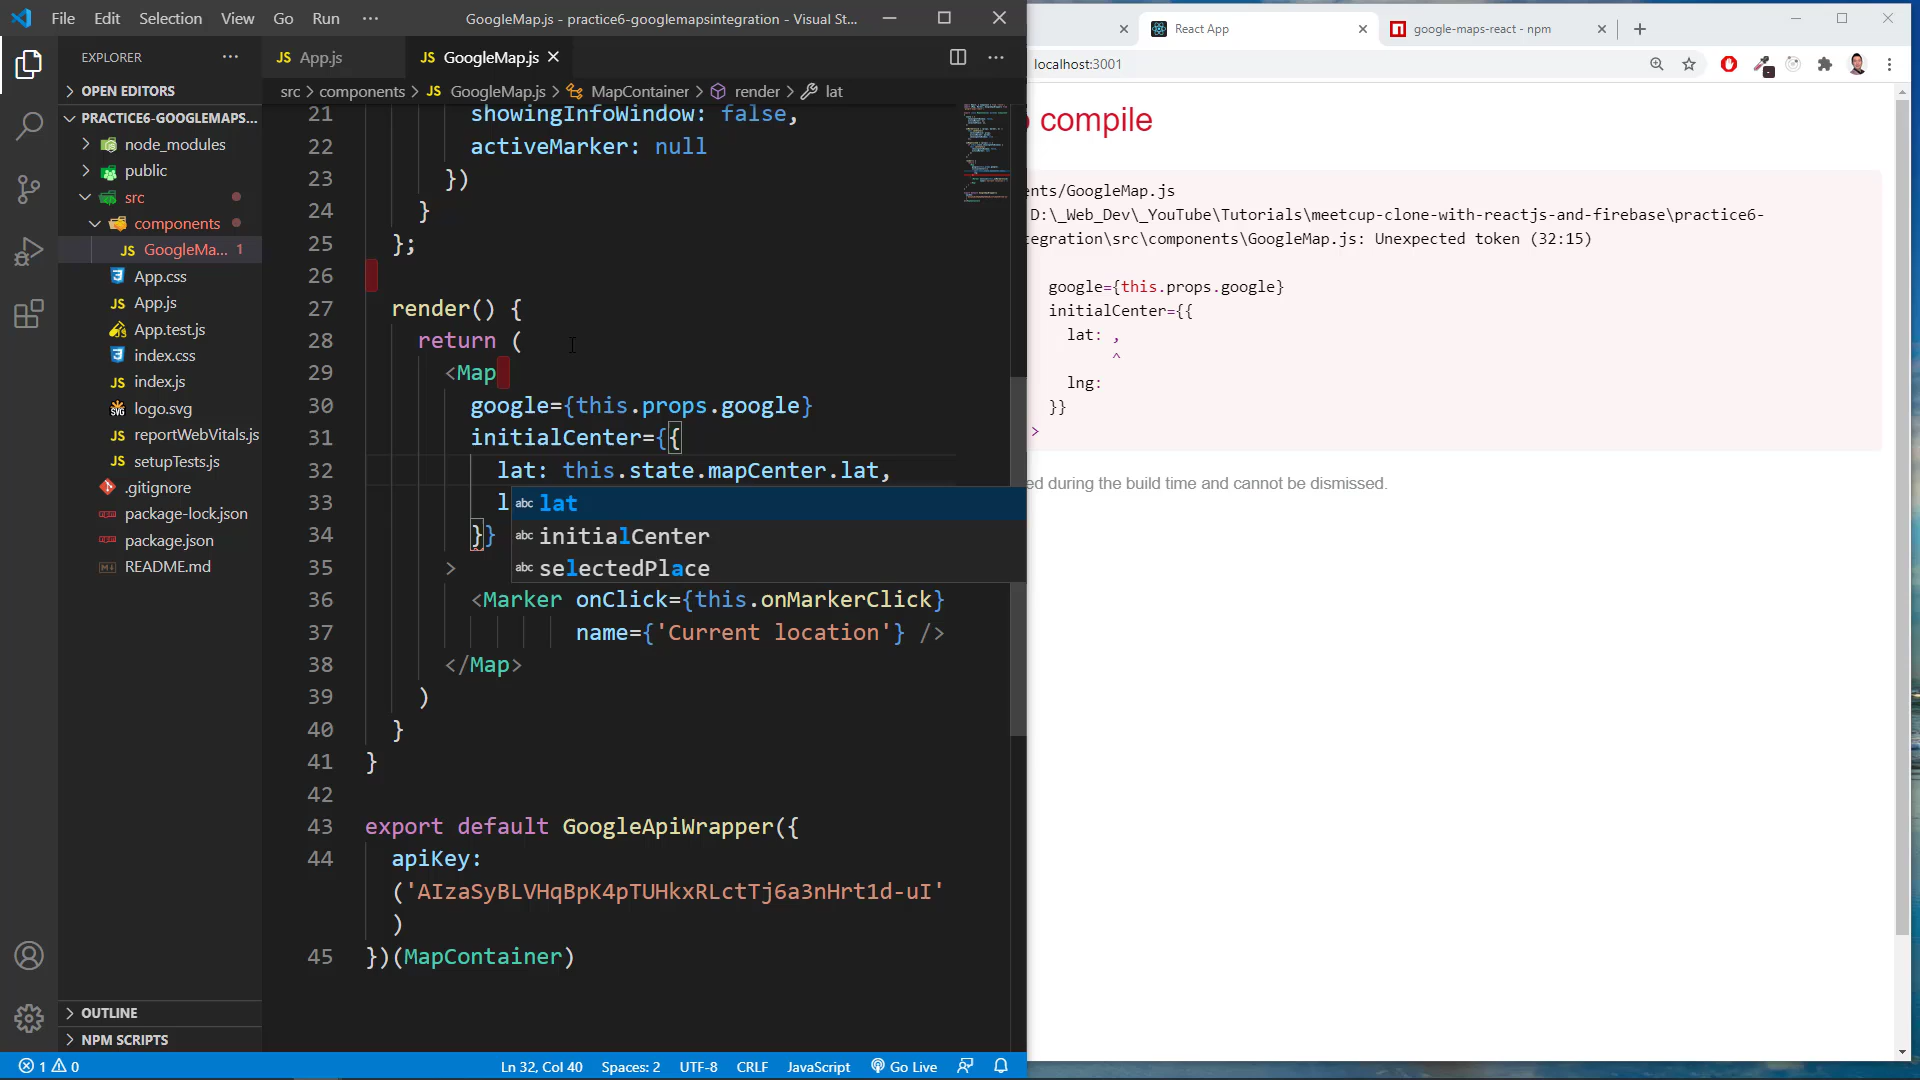 File Edit Selection View Go Run ···
GoogleMap.js - practice6-googlemapsintegration - Visual St...
EXPLORER
OPEN EDITORS
PRACTICE6-GOOGLEMAPS...
node_modules
public
src
components
JS GoogleMa... 1
App.css
JS App.js
App.test.js
index.css
JS index.js
logo.svg
JS reportWebVitals.js
JS setupTests.js
.gitignore
package-lock.json
package.json
README.md
OUTLINE
NPM SCRIPTS
JS App.js
JS GoogleMap.js
src > components > JS GoogleMap.js > MapContainer > render > lat
21 showingInfoWindow: false,
22 activeMarker: null
23 })
24 }
25 };
26
27 render() {
28 return (
29 <Map
30 google={this.props.google}
31 initialCenter={{
32 lat: this.state.mapCenter.lat,
33 l
34 }}
35 >
36 <Marker onClick={this.onMarkerClick}
37 name={'Current location'} />
38 </Map>
39 )
40 }
41 }
42
43 export default GoogleApiWrapper({
44 apiKey:
('AIzaSyBLVHqBpK4pTUHkxRLctTj6a3nHrt1d-uI'
)
45 })(MapContainer)
abc lat
abc initialCenter
abc selectedPlace
1 0
Ln 32, Col 40 Spaces: 2 UTF-8 CRLF JavaScript Go Live
React App
google-maps-react - npm
localhost:3001
compile
nts/GoogleMap.js
D:\_Web_Dev\_YouTube\Tutorials\meetcup-clone-with-reactjs-and-firebase\practice6-
egration\src\components\GoogleMap.js: Unexpected token (32:15)
google={this.props.google}
initialCenter={{
lat: ,
^
lng:
}}
>
ed during the build time and cannot be dismissed.